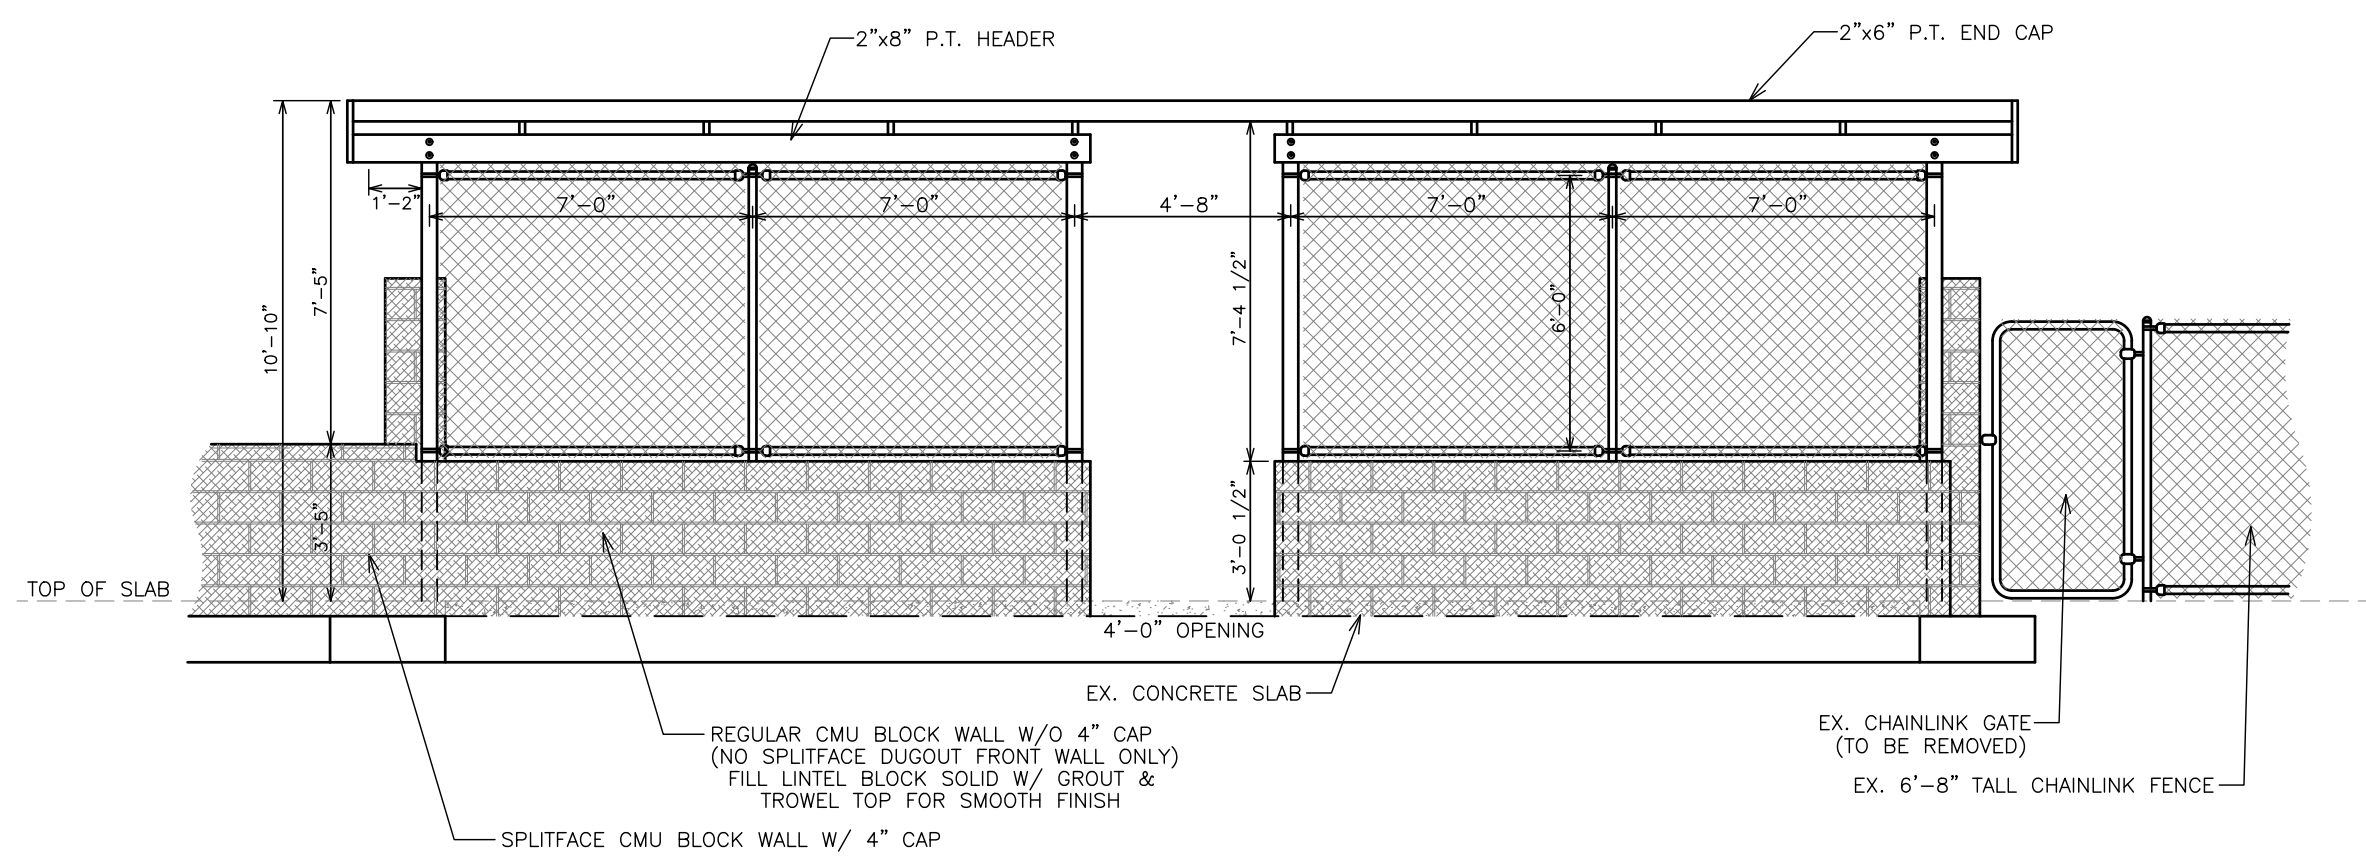 2"x8" P.T. HEADER
2"x6" P.T. END CAP
1'-2"
7'-0"
7'-0"
4'-8"
7'-0"
7'-0"
10'-10"
7'-5"
7'-4 1/2"
6'-0"
3'-5"
3'-0 1/2"
TOP OF SLAB
4'-0" OPENING
EX. CONCRETE SLAB
REGULAR CMU BLOCK WALL W/O 4" CAP
(NO SPLITFACE DUGOUT FRONT WALL ONLY)
FILL LINTEL BLOCK SOLID W/ GROUT &
TROWEL TOP FOR SMOOTH FINISH
EX. CHAINLINK GATE
(TO BE REMOVED)
EX. 6'-8" TALL CHAINLINK FENCE
SPLITFACE CMU BLOCK WALL W/ 4" CAP